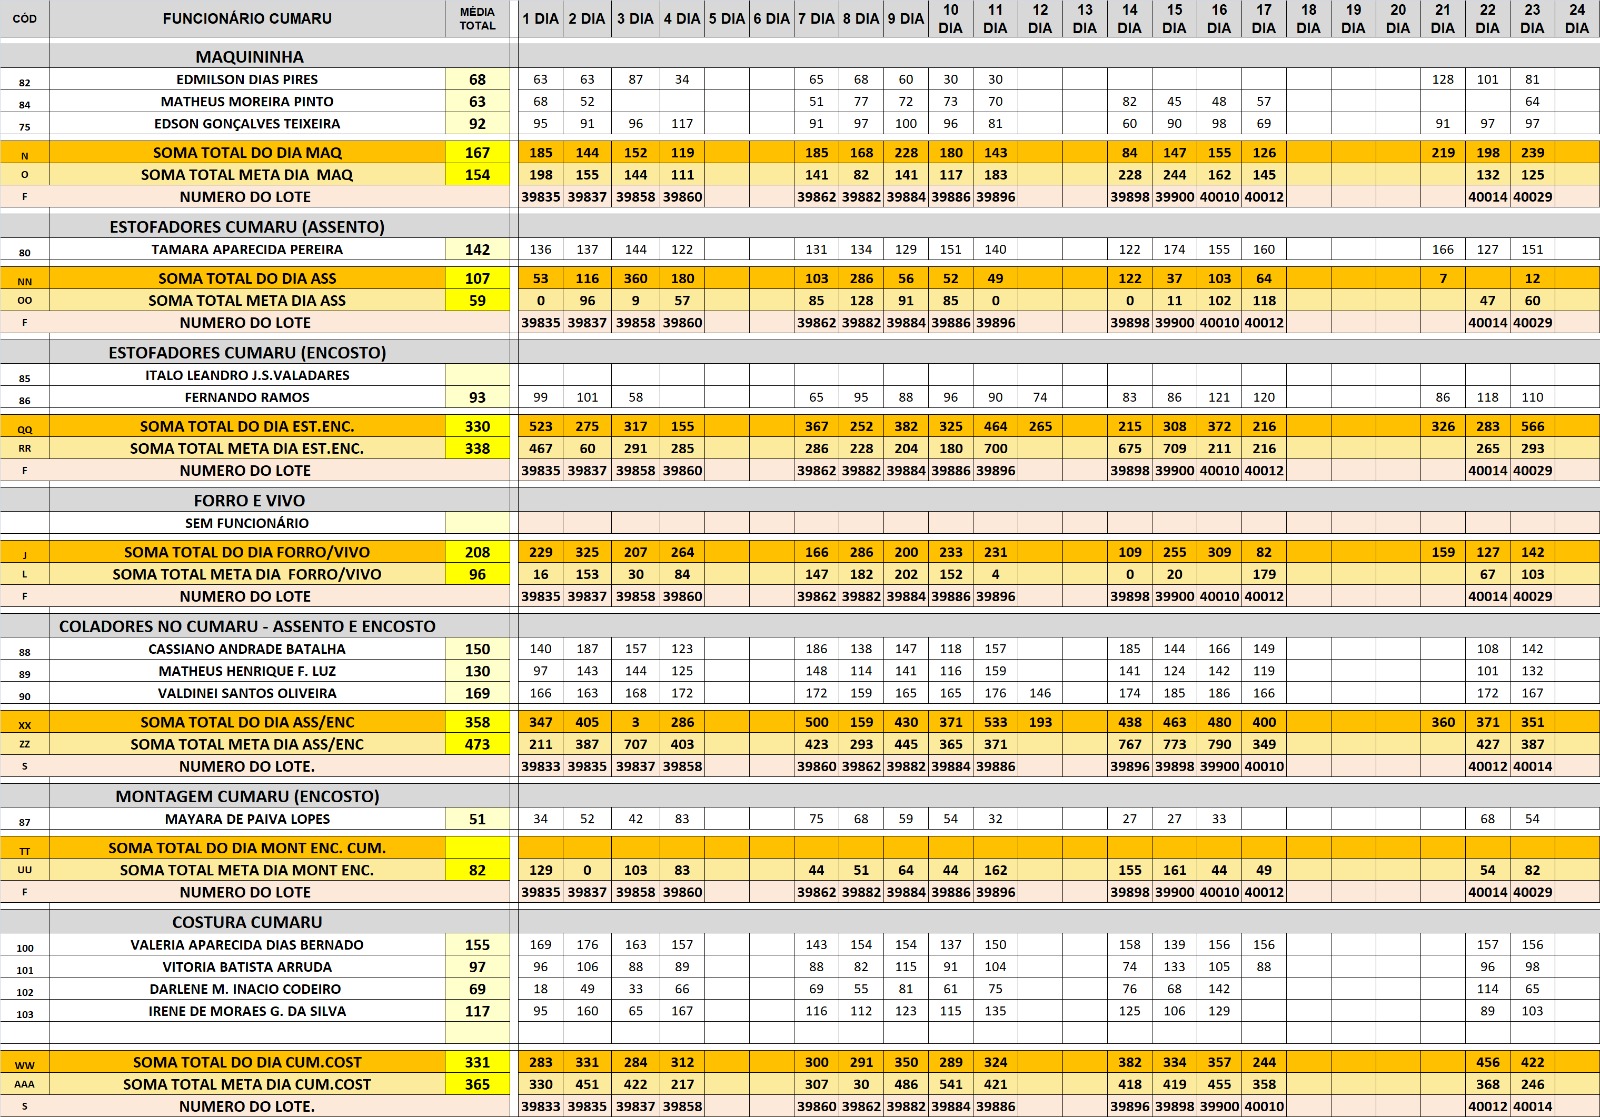 CÓD FUNCIONÁRIO CUMARU MÉDIA TOTAL 1 DIA 2 DIA 3 DIA 4 DIA 5 DIA 6 DIA 7 DIA 8 DIA 9 DIA 10 DIA 11 DIA 12 DIA 13 DIA 14 DIA 15 DIA 16 DIA 17 DIA 18 DIA 19 DIA 20 DIA 21 DIA 22 DIA 23 DIA 24 DIA
MAQUININHA
82 EDMILSON DIAS PIRES 68 63 63 87 34 65 68 60 30 30 128 101 81
84 MATHEUS MOREIRA PINTO 63 68 52 51 77 72 73 70 82 45 48 57 64
75 EDSON GONÇALVES TEIXEIRA 92 95 91 96 117 91 97 100 96 81 60 90 98 69 91 97 97
N SOMA TOTAL DO DIA MAQ 167 185 144 152 119 185 168 228 180 143 84 147 155 126 219 198 239
O SOMA TOTAL META DIA MAQ 154 198 155 144 111 141 82 141 117 183 228 244 162 145 132 125
F NUMERO DO LOTE 39835 39837 39858 39860 39862 39882 39884 39886 39896 39898 39900 40010 40012 40014 40029
ESTOFADORES CUMARU (ASSENTO)
80 TAMARA APARECIDA PEREIRA 142 136 137 144 122 131 134 129 151 140 122 174 155 160 166 127 151
NN SOMA TOTAL DO DIA ASS 107 53 116 360 180 103 286 56 52 49 122 37 103 64 7 12
OO SOMA TOTAL META DIA ASS 59 0 96 9 57 85 128 91 85 0 0 11 102 118 47 60
F NUMERO DO LOTE 39835 39837 39858 39860 39862 39882 39884 39886 39896 39898 39900 40010 40012 40014 40029
ESTOFADORES CUMARU (ENCOSTO)
85 ITALO LEANDRO J.S.VALADARES
86 FERNANDO RAMOS 93 99 101 58 65 95 88 96 90 74 83 86 121 120 86 118 110
QQ SOMA TOTAL DO DIA EST.ENC. 330 523 275 317 155 367 252 382 325 464 265 215 308 372 216 326 283 566
RR SOMA TOTAL META DIA EST.ENC. 338 467 60 291 285 286 228 204 180 700 675 709 211 216 265 293
F NUMERO DO LOTE 39835 39837 39858 39860 39862 39882 39884 39886 39896 39898 39900 40010 40012 40014 40029
FORRO E VIVO
SEM FUNCIONÁRIO
J SOMA TOTAL DO DIA FORRO/VIVO 208 229 325 207 264 166 286 200 233 231 109 255 309 82 159 127 142
L SOMA TOTAL META DIA FORRO/VIVO 96 16 153 30 84 147 182 202 152 4 0 20 179 67 103
F NUMERO DO LOTE 39835 39837 39858 39860 39862 39882 39884 39886 39896 39898 39900 40010 40012 40014 40029
COLADORES NO CUMARU - ASSENTO E ENCOSTO
88 CASSIANO ANDRADE BATALHA 150 140 187 157 123 186 138 147 118 157 185 144 166 149 108 142
89 MATHEUS HENRIQUE F. LUZ 130 97 143 144 125 148 114 141 116 159 141 124 142 119 101 132
90 VALDINEI SANTOS OLIVEIRA 169 166 163 168 172 172 159 165 165 176 146 174 185 186 166 172 167
XX SOMA TOTAL DO DIA ASS/ENC 358 347 405 3 286 500 159 430 371 533 193 438 463 480 400 360 371 351
ZZ SOMA TOTAL META DIA ASS/ENC 473 211 387 707 403 423 293 445 365 371 767 773 790 349 427 387
S NUMERO DO LOTE. 39833 39835 39837 39858 39860 39862 39882 39884 39886 39896 39898 39900 40010 40012 40014
MONTAGEM CUMARU (ENCOSTO)
87 MAYARA DE PAIVA LOPES 51 34 52 42 83 75 68 59 54 32 27 27 33 68 54
TT SOMA TOTAL DO DIA MONT ENC. CUM.
UU SOMA TOTAL META DIA MONT ENC. 82 129 0 103 83 44 51 64 44 162 155 161 44 49 54 82
F NUMERO DO LOTE 39835 39837 39858 39860 39862 39882 39884 39886 39896 39898 39900 40010 40012 40014 40029
COSTURA CUMARU
100 VALERIA APARECIDA DIAS BERNADO 155 169 176 163 157 143 154 154 137 150 158 139 156 156 157 156
101 VITORIA BATISTA ARRUDA 97 96 106 88 89 88 82 115 91 104 74 133 105 88 96 98
102 DARLENE M. INACIO CODEIRO 69 18 49 33 66 69 55 81 61 75 76 68 142 114 65
103 IRENE DE MORAES G. DA SILVA 117 95 160 65 167 116 112 123 115 135 125 106 129 89 103
WW SOMA TOTAL DO DIA CUM.COST 331 283 331 284 312 300 291 350 289 324 382 334 357 244 456 422
AAA SOMA TOTAL META DIA CUM.COST 365 330 451 422 217 307 30 486 541 421 418 419 455 358 368 246
S NUMERO DO LOTE. 39833 39835 39837 39858 39860 39862 39882 39884 39886 39896 39898 39900 40010 40012 40014